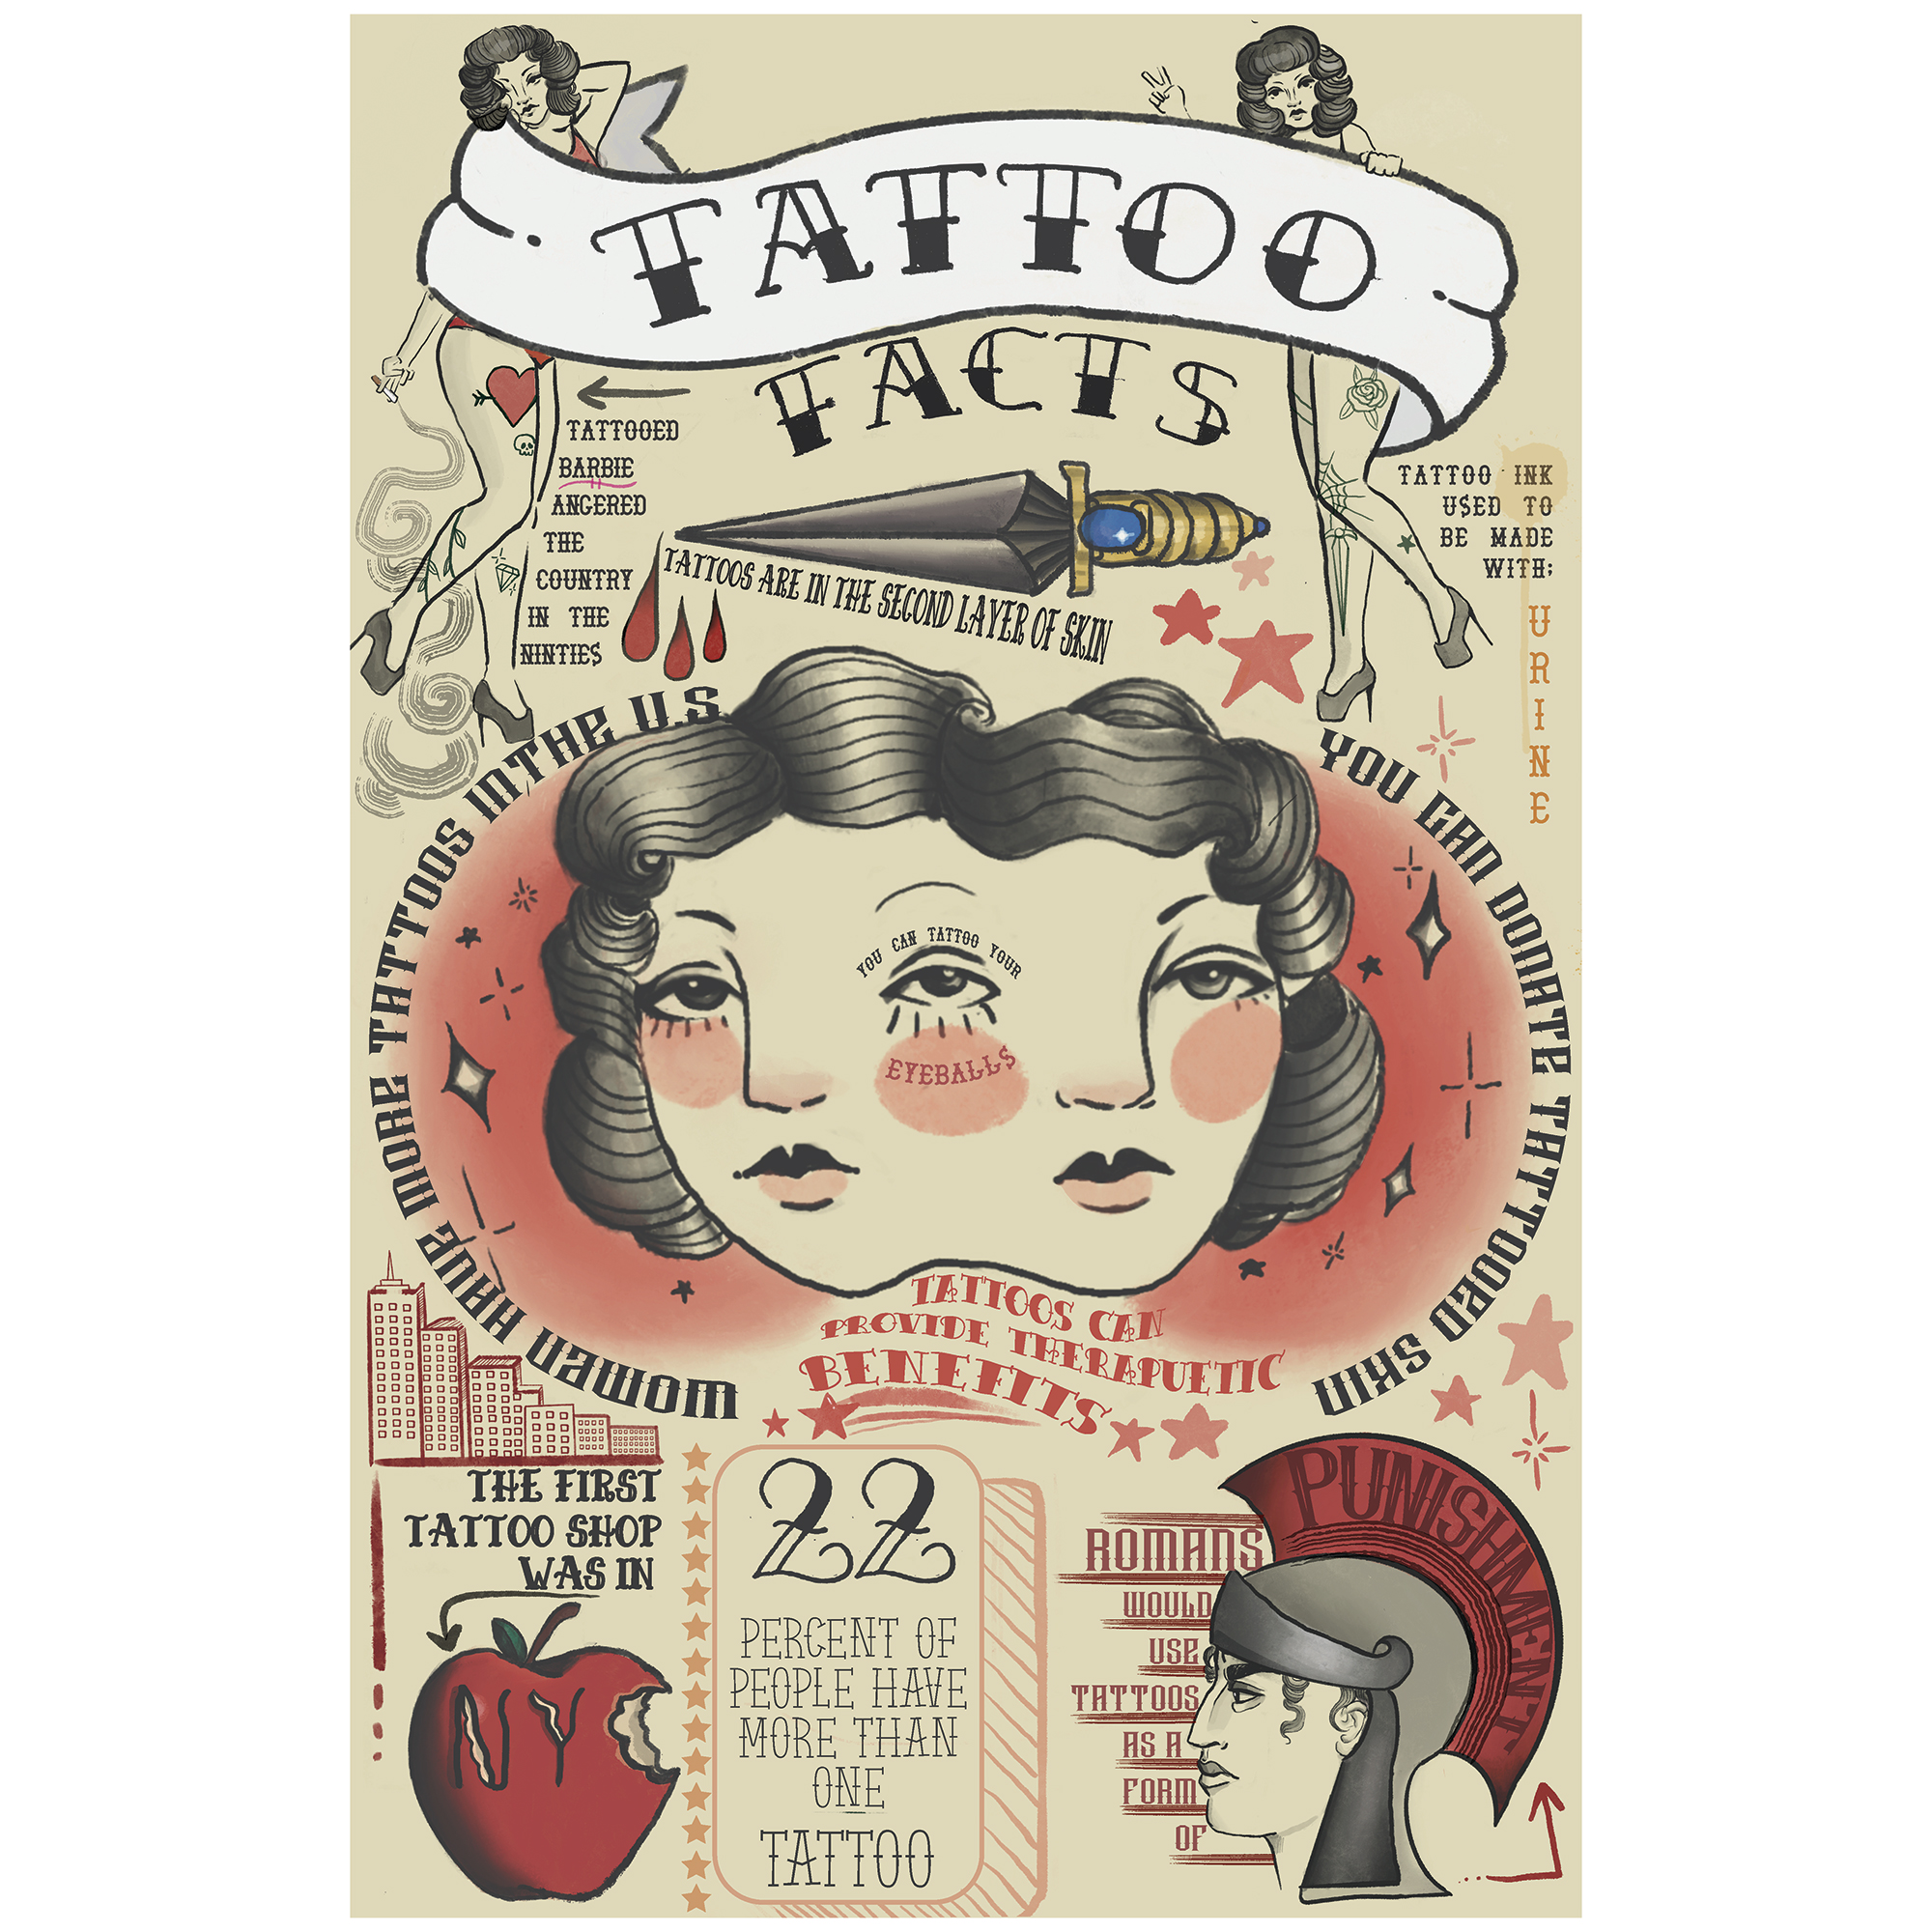 TATTOO
FACTS
TATTOOED
BARBIE
ANGERED
THE
COUNTRY
IN THE
NINTIES
TATTOOS ARE IN THE SECOND LAYER OF SKIN
TATTOO INK
USED TO
BE MADE
WITH;
URINE
WOMEN HAVE MORE TATTOOS IN THE U.S
YOU CAN DONATE TATTOOED SKIN
YOU CAN TATTOO YOUR
EYEBALLS
TATTOOS CAN
PROVIDE THERAPUETIC
BENEFITS
THE FIRST
TATTOO SHOP
WAS IN
NY
22
PERCENT OF
PEOPLE HAVE
MORE THAN
ONE
TATTOO
ROMANS
WOULD
USE
TATTOOS
AS A
FORM
OF
PUNISHMENT